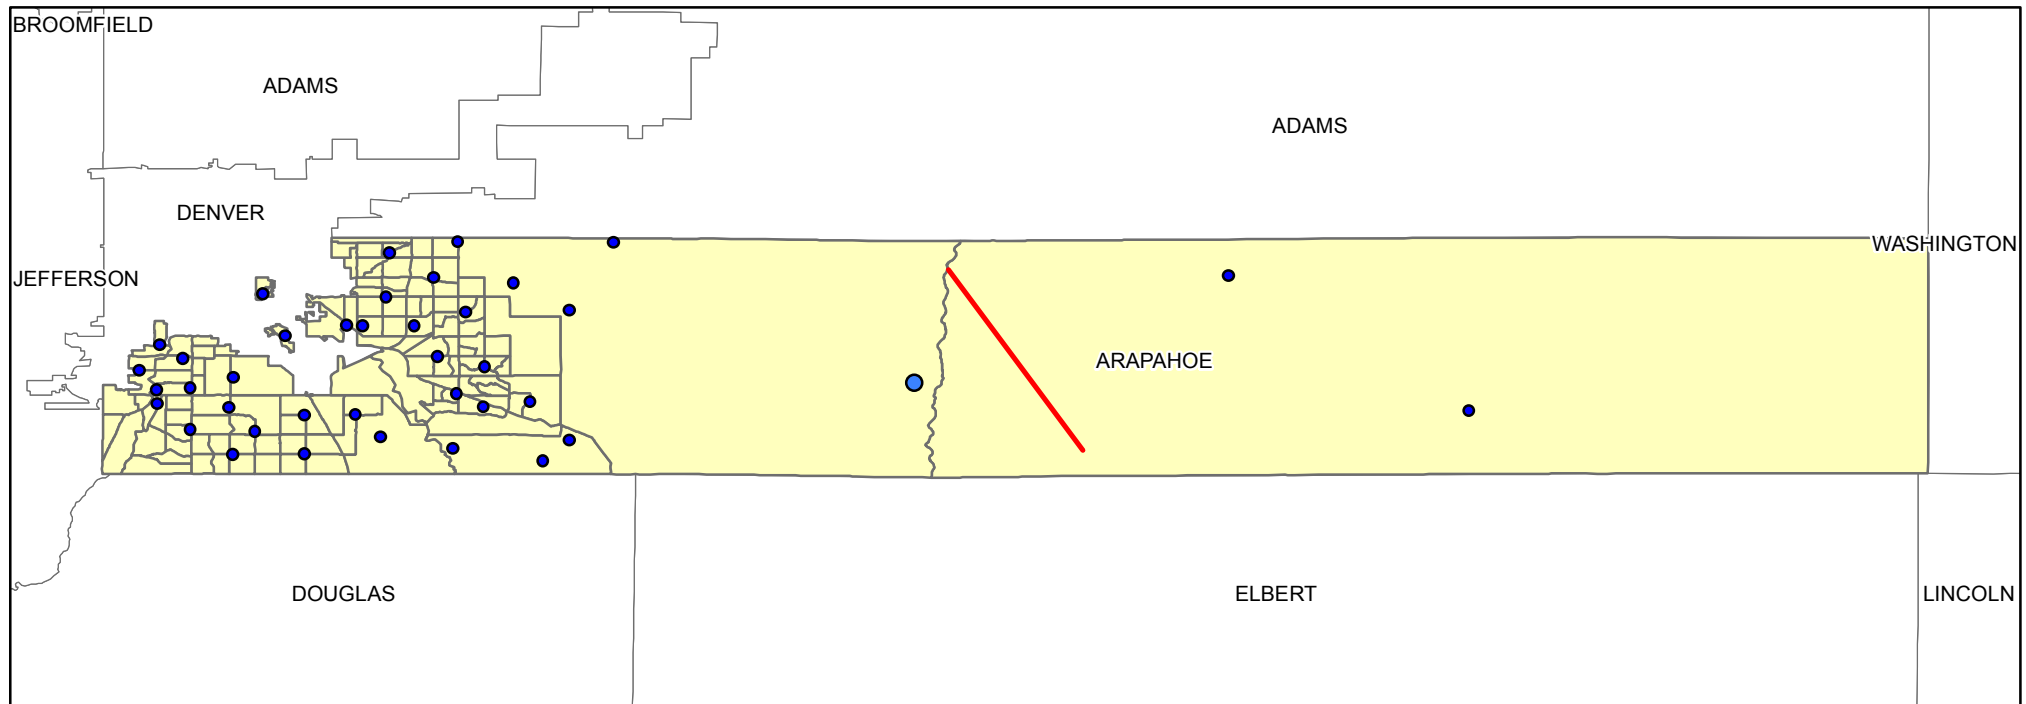 BROOMFIELD
ADAMS
ADAMS
DENVER
WASHINGTON
JEFFERSON
ARAPAHOE
DOUGLAS
ELBERT
LINCOLN